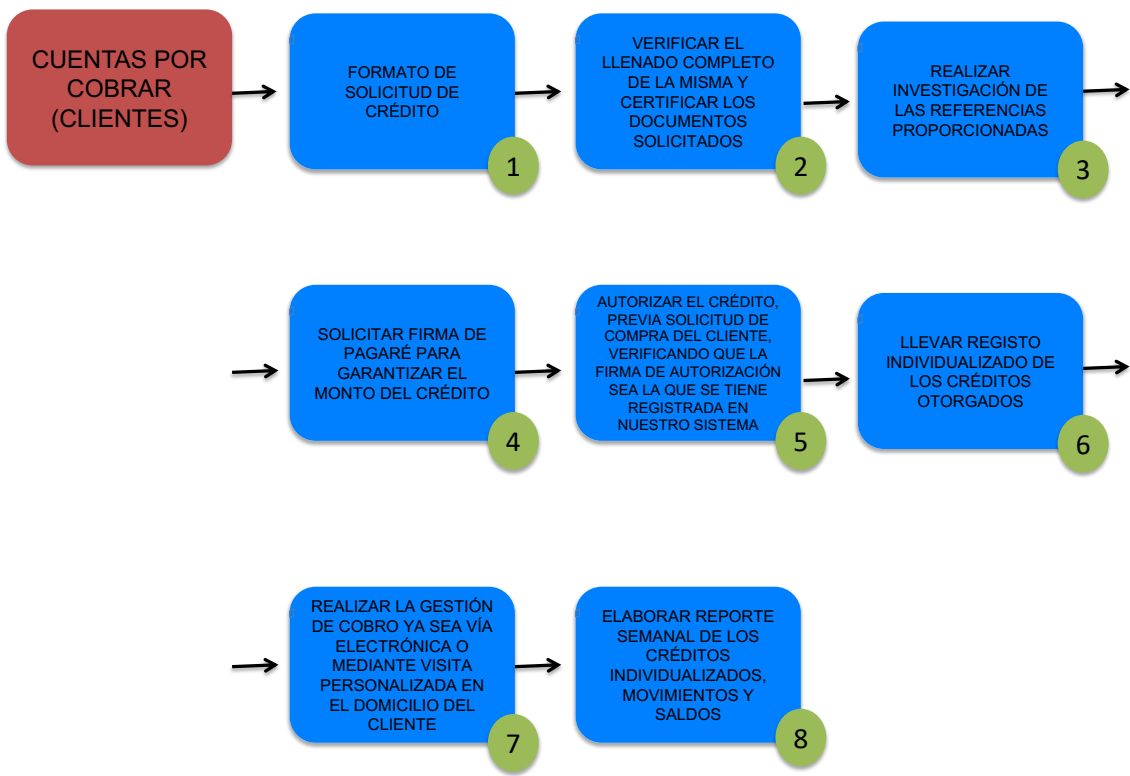 CUENTAS POR
COBRAR
(CLIENTES)
FORMATO DE
SOLICITUD DE
CRÉDITO
1
VERIFICAR EL
LLENADO COMPLETO
DE LA MISMA Y
CERTIFICAR LOS
DOCUMENTOS
SOLICITADOS
2
REALIZAR
INVESTIGACIÓN DE
LAS REFERENCIAS
PROPORCIONADAS
3
SOLICITAR FIRMA DE
PAGARÉ PARA
GARANTIZAR EL
MONTO DEL CRÉDITO
4
AUTORIZAR EL CRÉDITO,
PREVIA SOLICITUD DE
COMPRA DEL CLIENTE,
VERIFICANDO QUE LA
FIRMA DE AUTORIZACIÓN
SEA LA QUE SE TIENE
REGISTRADA EN
NUESTRO SISTEMA
5
LLEVAR REGISTO
INDIVIDUALIZADO DE
LOS CRÉDITOS
OTORGADOS
6
REALIZAR LA GESTIÓN
DE COBRO YA SEA VÍA
ELECTRÓNICA O
MEDIANTE VISITA
PERSONALIZADA EN
EL DOMICILIO DEL
CLIENTE
7
ELABORAR REPORTE
SEMANAL DE LOS
CRÉDITOS
INDIVIDUALIZADOS,
MOVIMIENTOS Y
SALDOS
8